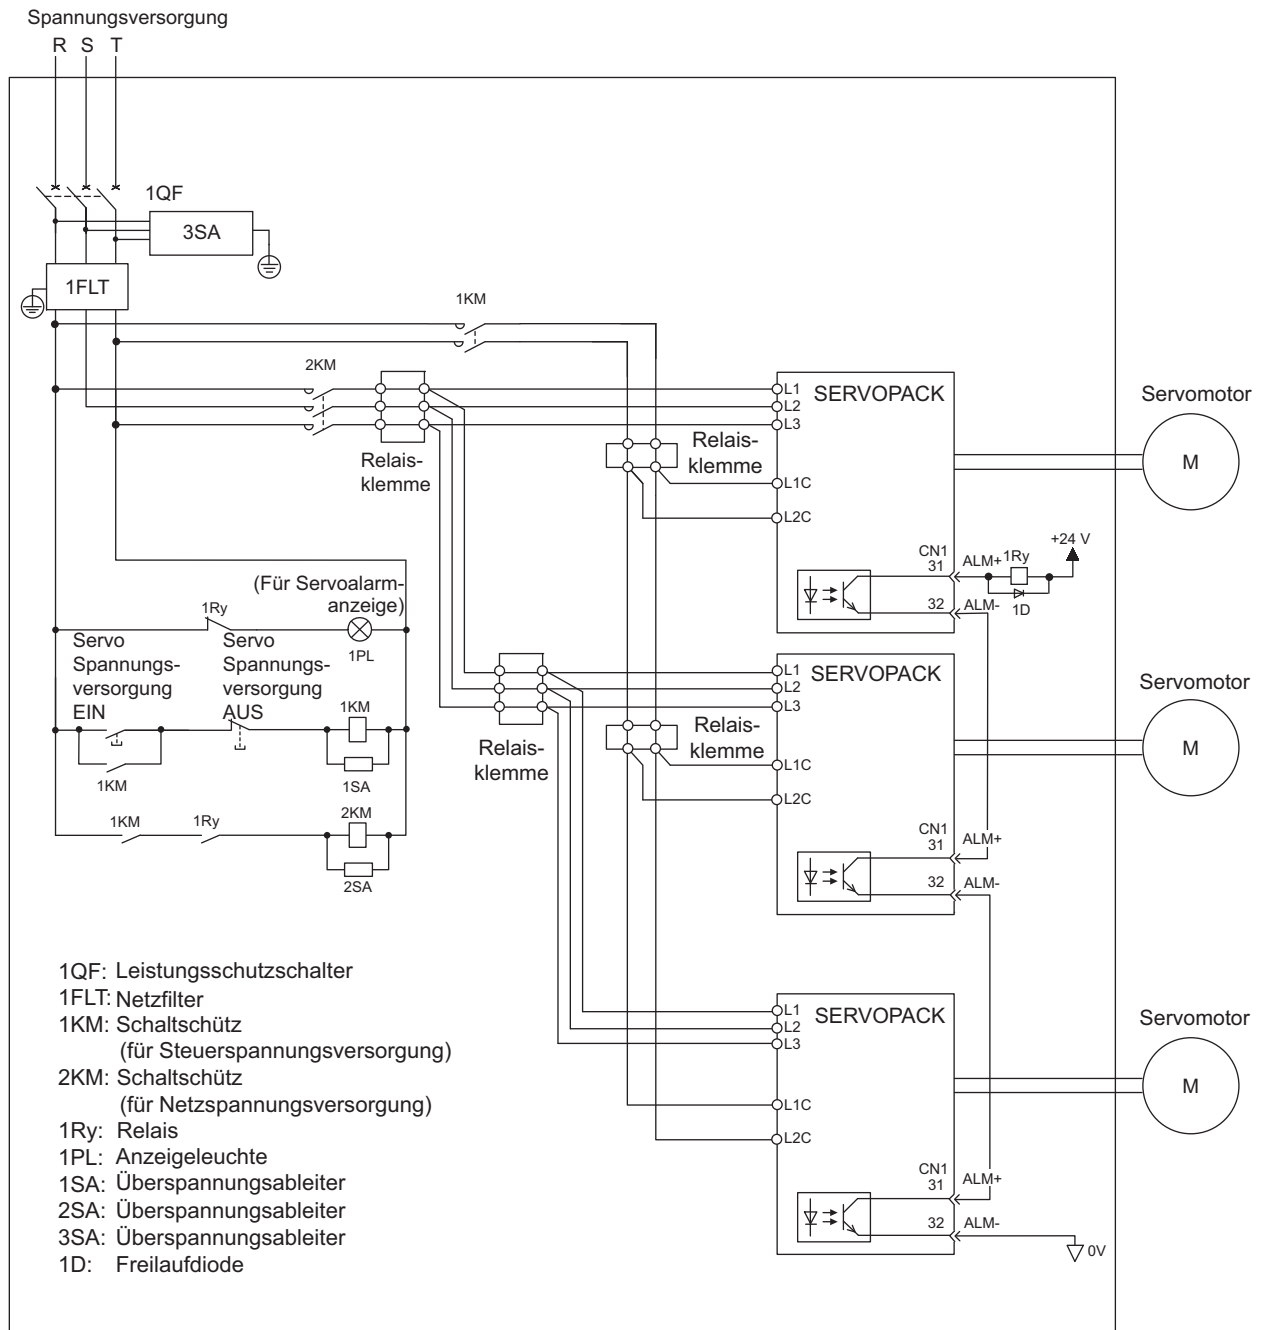 Spannungsversorgung
R S T
1QF
3SA
1FLT
1KM
2KM
Relais-
klemme
Relais-
klemme
L1
L2
L3
L1C
L2C
SERVOPACK
Servomotor
M
CN1
31
32
ALM+
ALM-
1Ry
1D
+24 V
(Für Servoalarm-
anzeige)
1Ry
1PL
Servo
Spannungs-
versorgung
EIN
Servo
Spannungs-
versorgung
AUS
1KM
1SA
1KM
1KM
1Ry
2KM
2SA
Relais-
klemme
Relais-
klemme
L1
L2
L3
L1C
L2C
SERVOPACK
Servomotor
M
CN1
31
32
ALM+
ALM-
L1
L2
L3
L1C
L2C
SERVOPACK
Servomotor
M
CN1
31
32
ALM+
ALM-
0V
1QF: Leistungsschutzschalter
1FLT: Netzfilter
1KM: Schaltschütz
(für Steuerspannungsversorgung)
2KM: Schaltschütz
(für Netzspannungsversorgung)
1Ry: Relais
1PL: Anzeigeleuchte
1SA: Überspannungsableiter
2SA: Überspannungsableiter
3SA: Überspannungsableiter
1D: Freilaufdiode